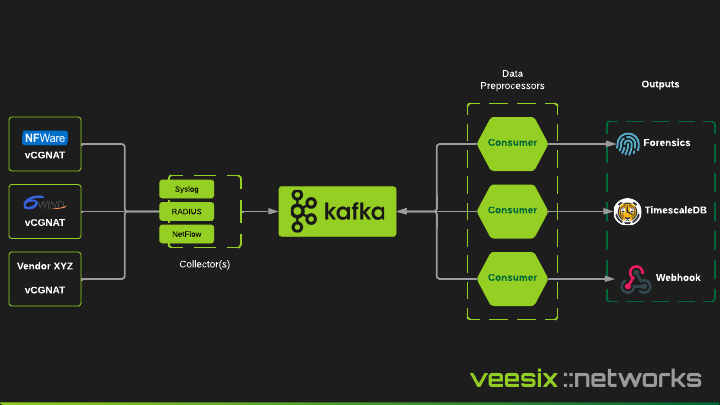 Data
Preprocessors
Outputs
NFWare
vCGNAT
6WIND
vCGNAT
Vendor XYZ
vCGNAT
Syslog
RADIUS
NetFlow
Collector(s)
kafka
Consumer
Consumer
Consumer
Forensics
TimescaleDB
Webhook
veesix ::networks